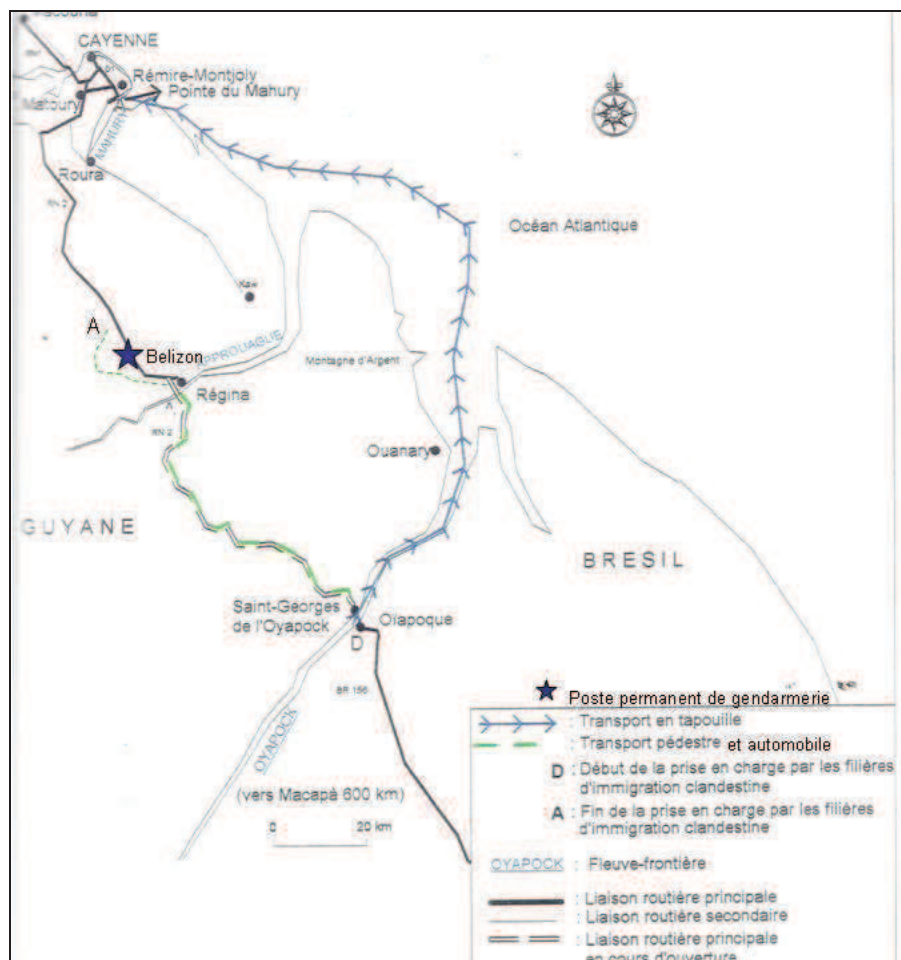 Macouria
CAYENNE
D1
Rémire-Montjoly
Pointe du Mahury
Matoury
A
MAHURY
Roura
RN 2
Océan Atlantique
Kaw
A
Belizon
APPROUAGUE
Montagne d'Argent
Régina
A
RN 2
Ouanary
GUYANE
BRESIL
Saint-Georges
de l'Oyapock
Oïapoque
D
BR 156
OYAPOCK
(vers Macapà 600 km)
0 20 km
Poste permanent de gendarmerie
: Transport en tapouille
: Transport pédestre et automobile
D : Début de la prise en charge par les filières
d'immigration clandestine
A : Fin de la prise en charge par les filières
d'immigration clandestine
OYAPOCK : Fleuve-frontière
: Liaison routière principale
: Liaison routière secondaire
: Liaison routière principale
en cours d'ouverture